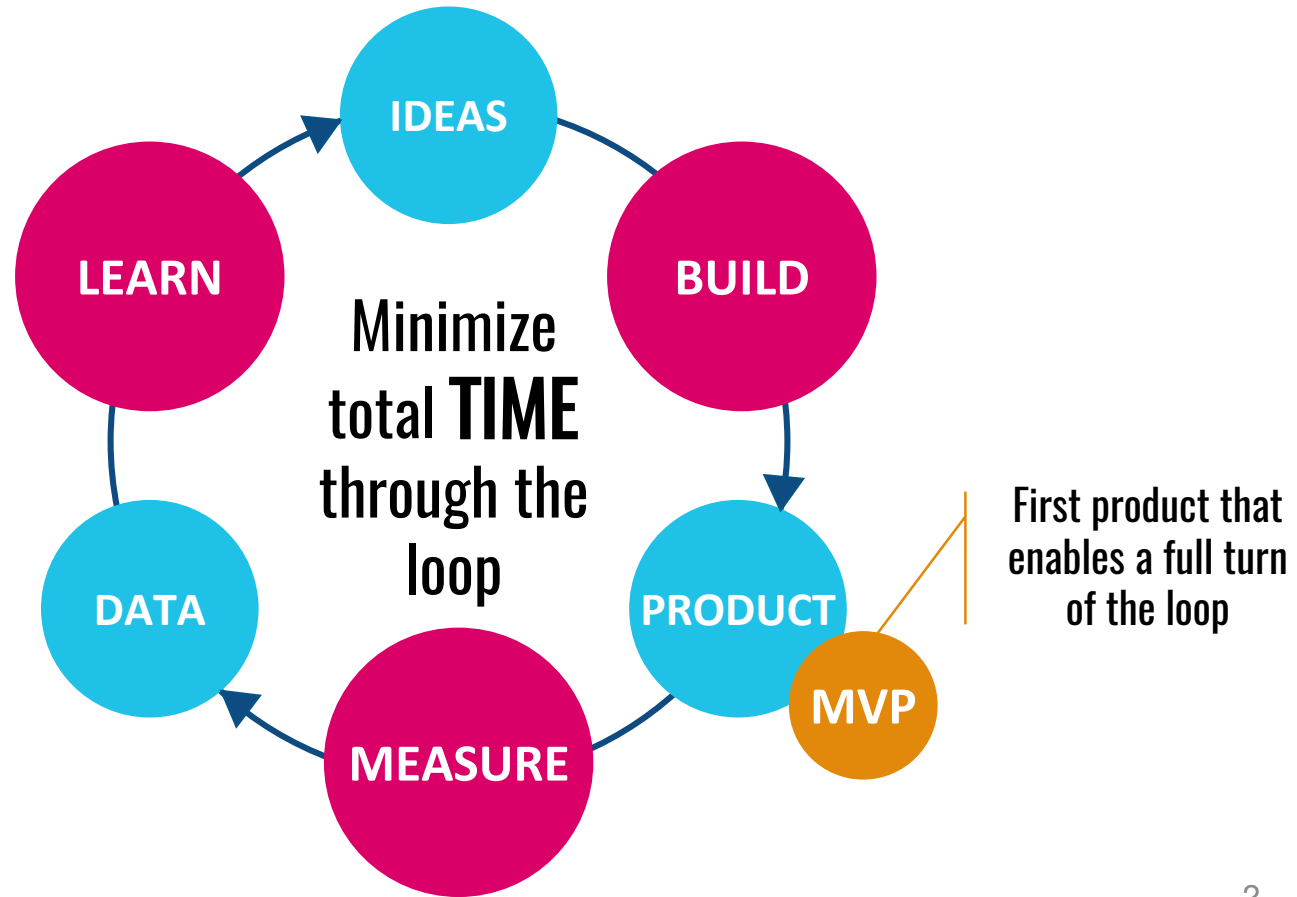 IDEAS
BUILD
LEARN
Minimize
total TIME
through the
loop
PRODUCT
MVP
First product that
enables a full turn
of the loop
DATA
MEASURE